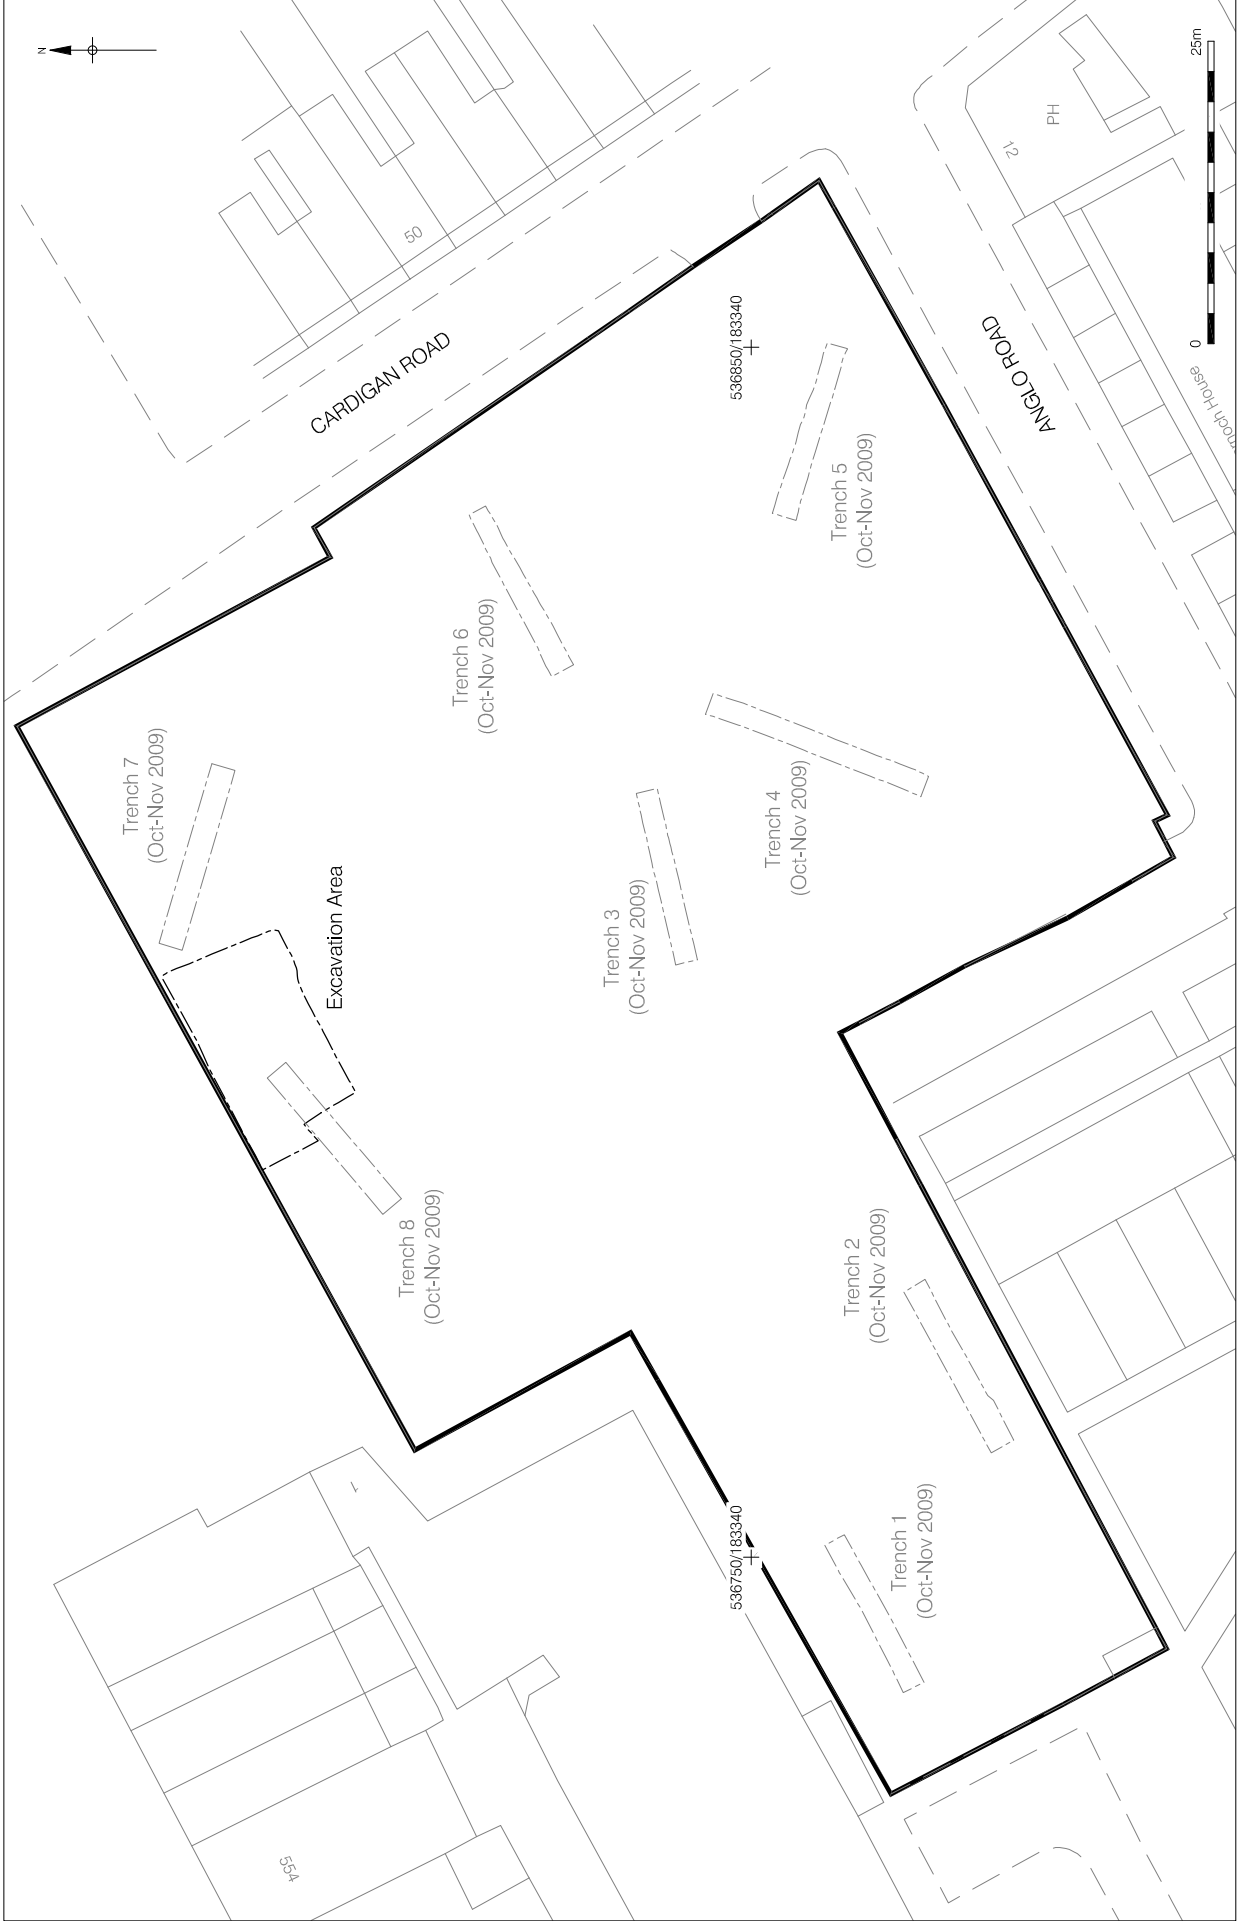 N
25m
0
PH
12
50
CARDIGAN ROAD
ANGLO ROAD
536850/183340
Trench 5
(Oct-Nov 2009)
Trench 6
(Oct-Nov 2009)
Trench 7
(Oct-Nov 2009)
Excavation Area
Trench 3
(Oct-Nov 2009)
Trench 4
(Oct-Nov 2009)
Trench 8
(Oct-Nov 2009)
Trench 2
(Oct-Nov 2009)
Trench 1
(Oct-Nov 2009)
536750/183340
1
554
House